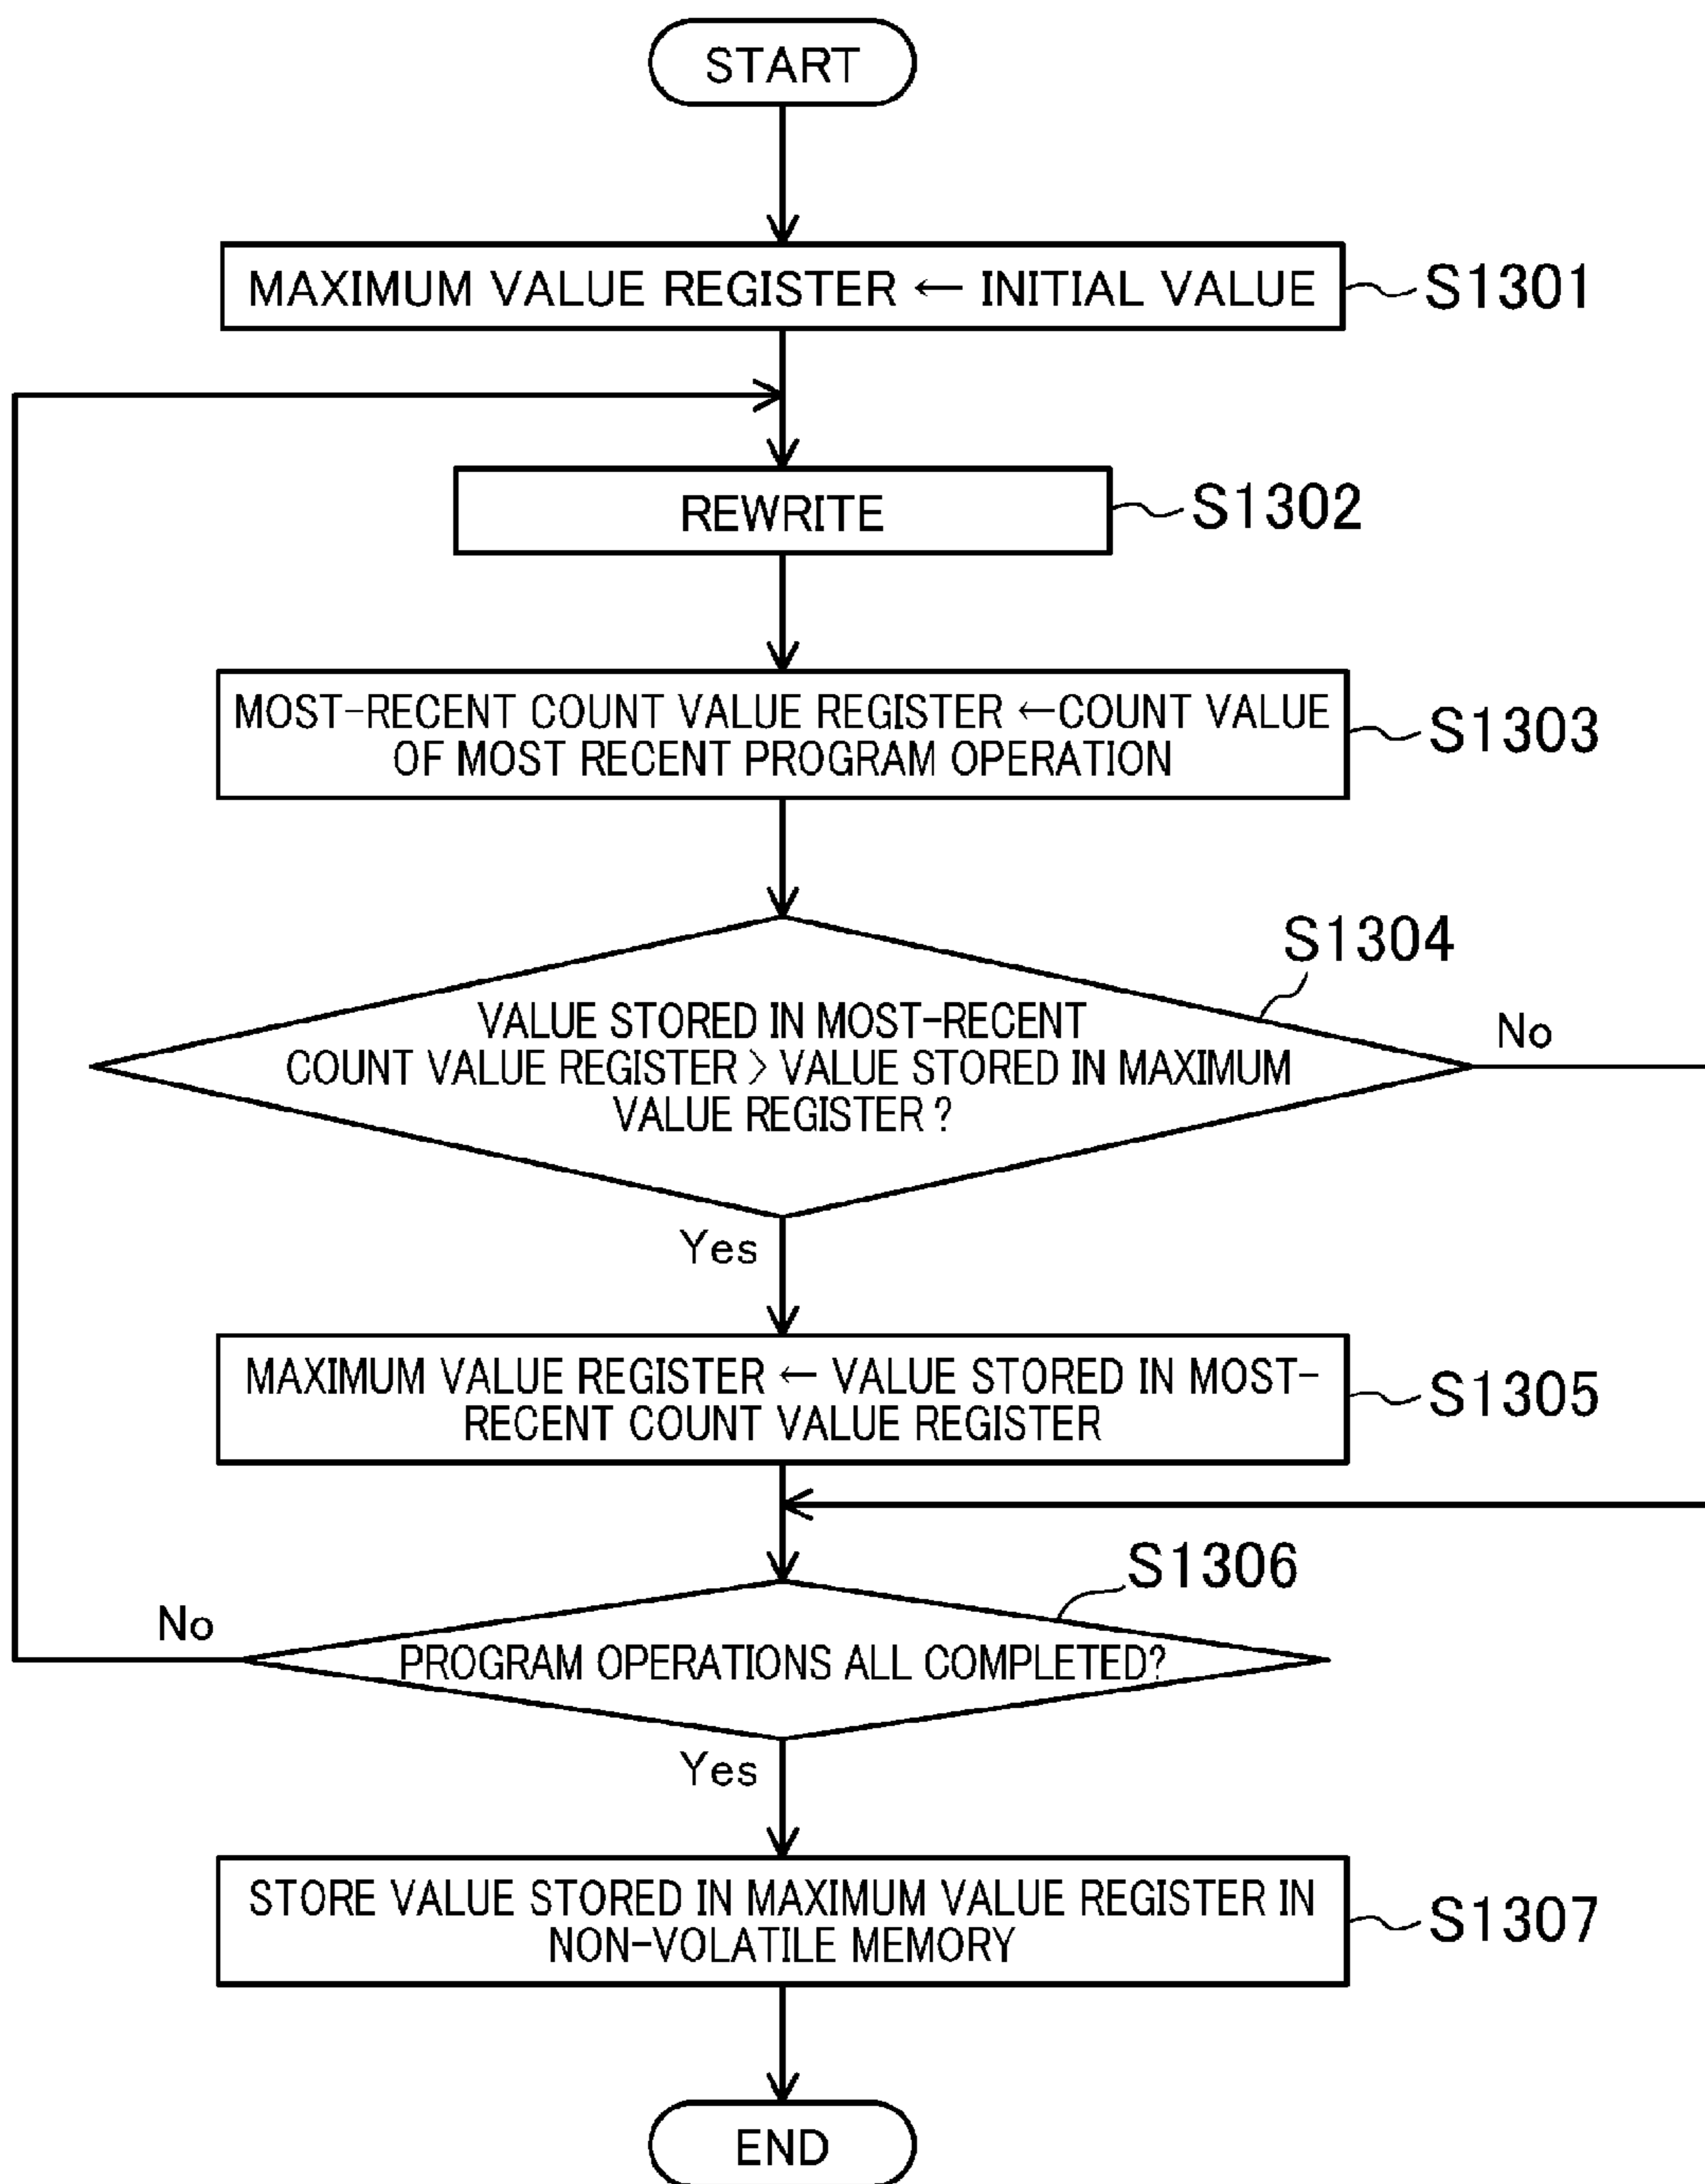 START
MAXIMUM VALUE REGISTER ← INITIAL VALUE
S1301
REWRITE
S1302
MOST-RECENT COUNT VALUE REGISTER ←COUNT VALUE
OF MOST RECENT PROGRAM OPERATION
S1303
S1304
VALUE STORED IN MOST-RECENT
COUNT VALUE REGISTER > VALUE STORED IN MAXIMUM
VALUE REGISTER ?
No
Yes
MAXIMUM VALUE REGISTER ← VALUE STORED IN MOST-
RECENT COUNT VALUE REGISTER
S1305
S1306
No
PROGRAM OPERATIONS ALL COMPLETED?
Yes
STORE VALUE STORED IN MAXIMUM VALUE REGISTER IN
NON-VOLATILE MEMORY
S1307
END